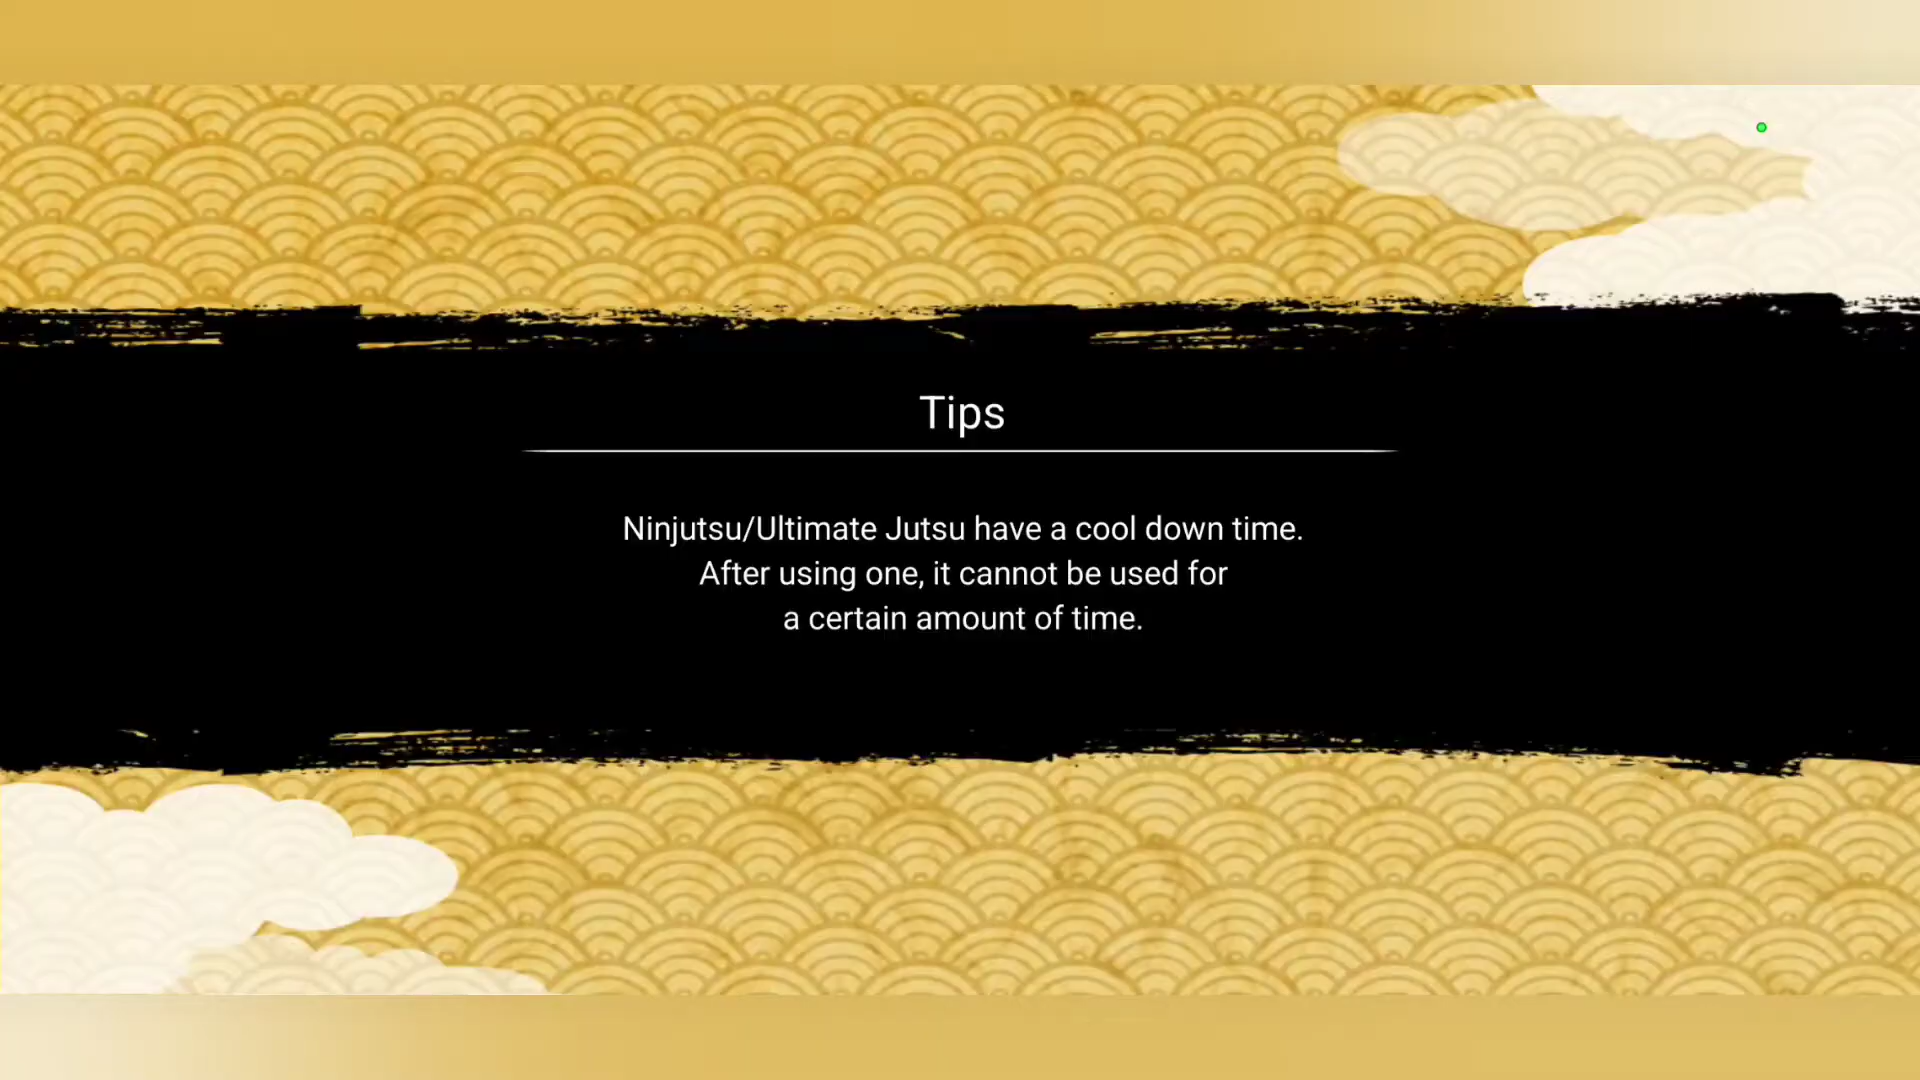 Tips
Ninjutsu/Ultimate Jutsu have a cool down time.
After using one, it cannot be used for
a certain amount of time.